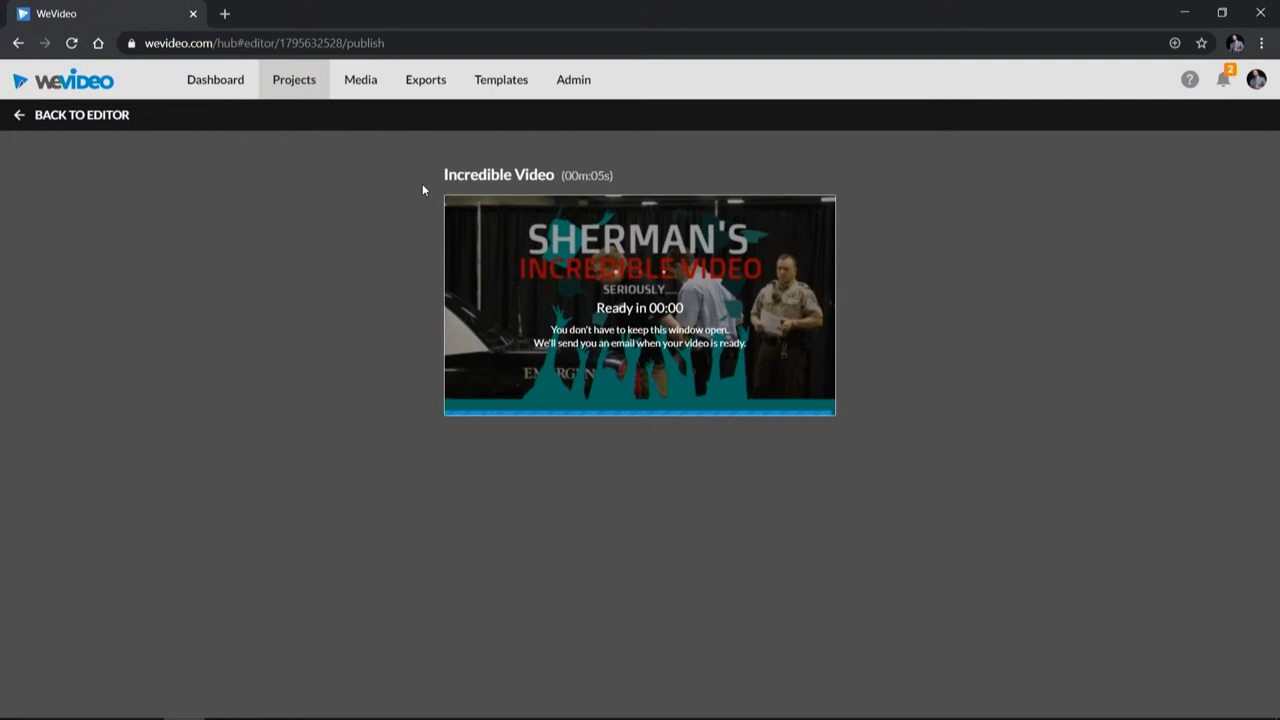 WeVideo
wevideo.com/hub#editor/1795632528/publish
WEVIDEO
Dashboard
Projects
Media
Exports
Templates
Admin
?
2
BACK TO EDITOR
Incredible Video (00m:05s)
SHERMAN'S
INCREDIBLE VIDEO
SERIOUSLY.....
Ready in 00:00
You don't have to keep this window open.
We'll send you an email when your video is ready.